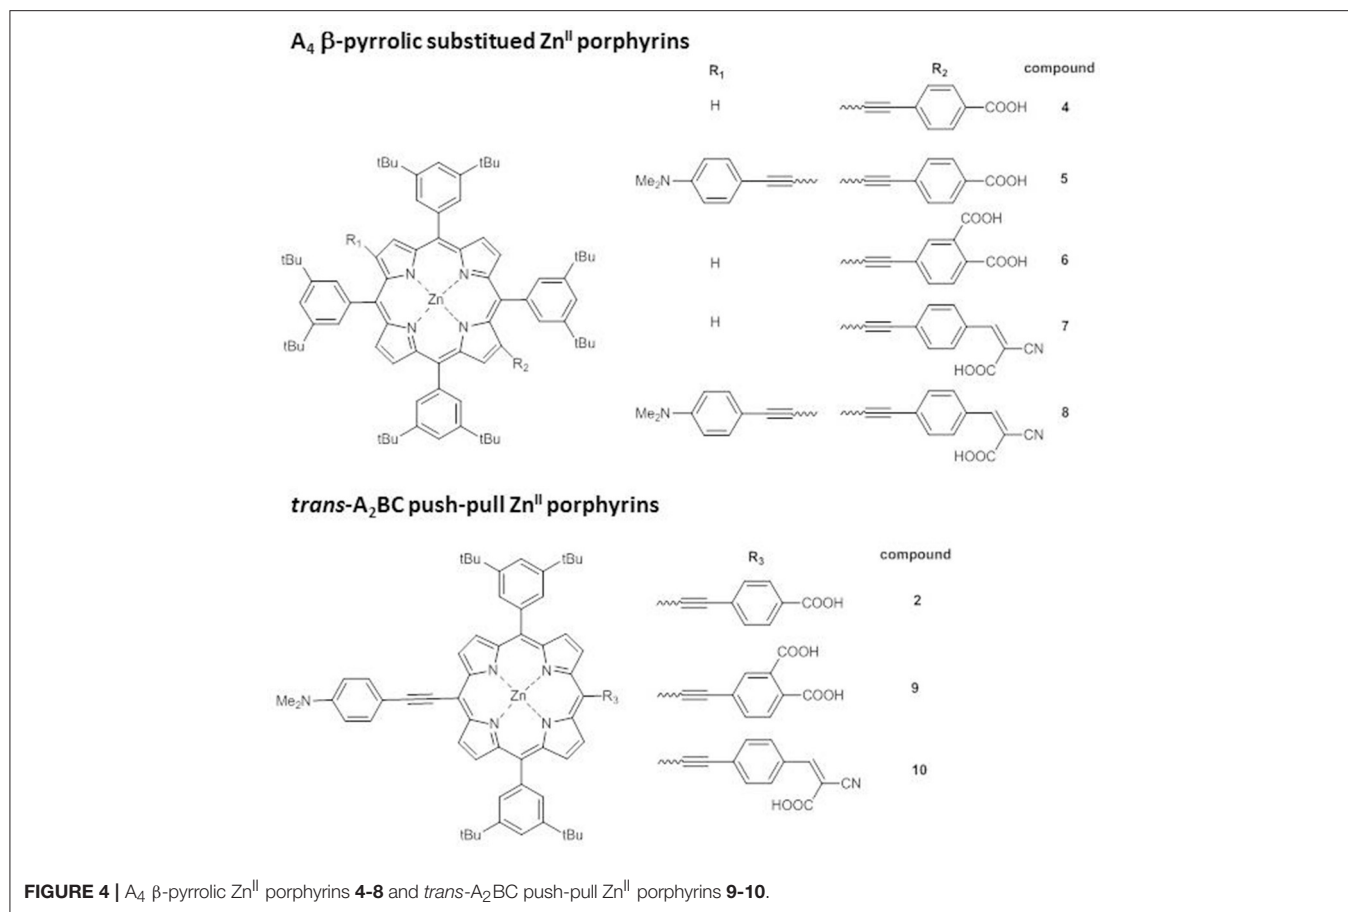 A4 β-pyrrolic substitued ZnII porphyrins
R1 R2 compound
H COOH 4
Me2N COOH 5
COOH
H COOH 6
H CN 7
HOOC
Me2N CN 8
HOOC
tBu tBu
R1
tBu tBu
N N
Zn
N N
tBu tBu
R2
tBu tBu
trans-A2BC push-pull ZnII porphyrins
R3 compound
COOH 2
COOH
COOH 9
CN 10
HOOC
tBu tBu
N N
Me2N Zn R3
N N
tBu tBu
FIGURE 4 | A4 β-pyrrolic ZnII porphyrins 4-8 and trans-A2BC push-pull ZnII porphyrins 9-10.